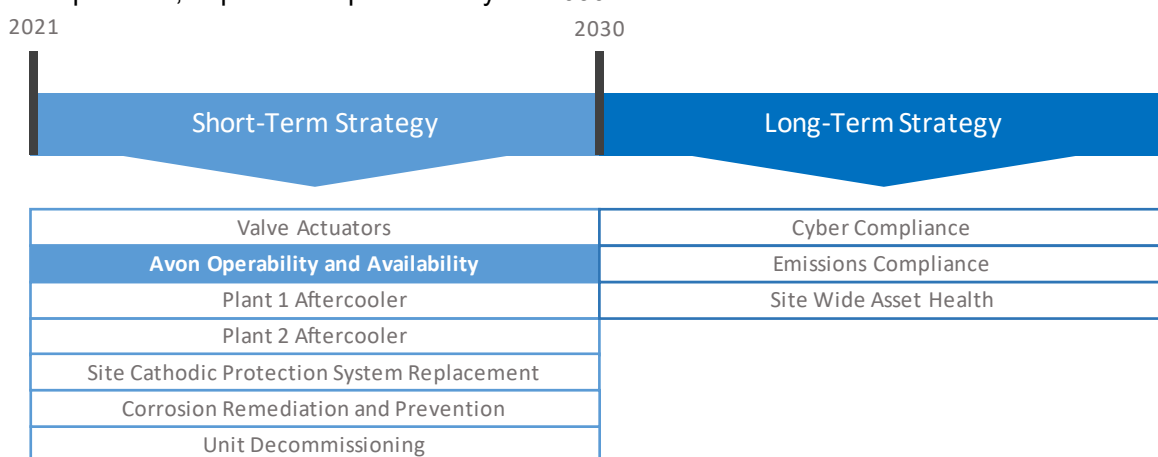 2021
2030
Short-Term Strategy
Long-Term Strategy
Valve Actuators
Cyber Compliance
Avon Operability and Availability
Emissions Compliance
Plant 1 Aftercooler
Site Wide Asset Health
Plant 2 Aftercooler
Site Cathodic Protection System Replacement
Corrosion Remediation and Prevention
Unit Decommissioning